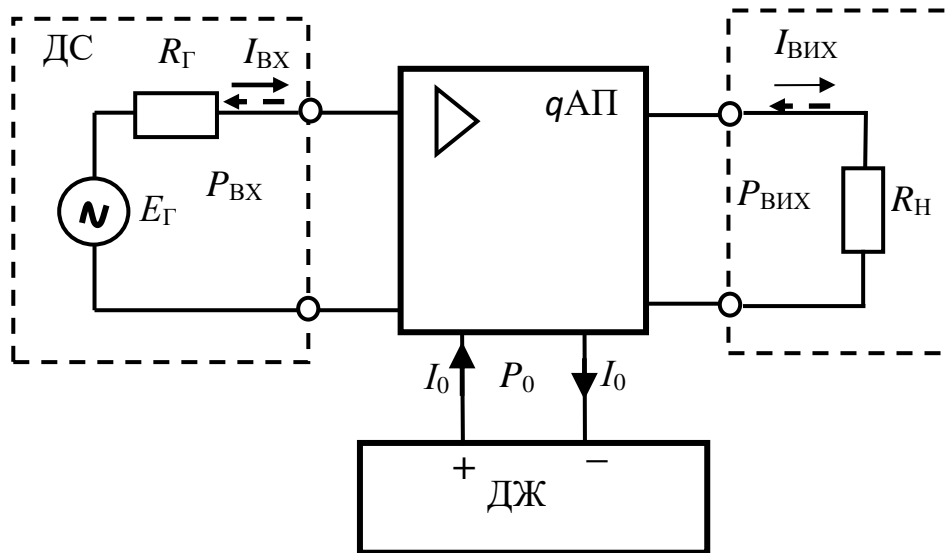 ДС
R_Г
I_ВХ
I_ВИХ
qАП
P_ВХ
E_Г
P_ВИХ
R_Н
I_0
P_0
I_0
+
−
ДЖ